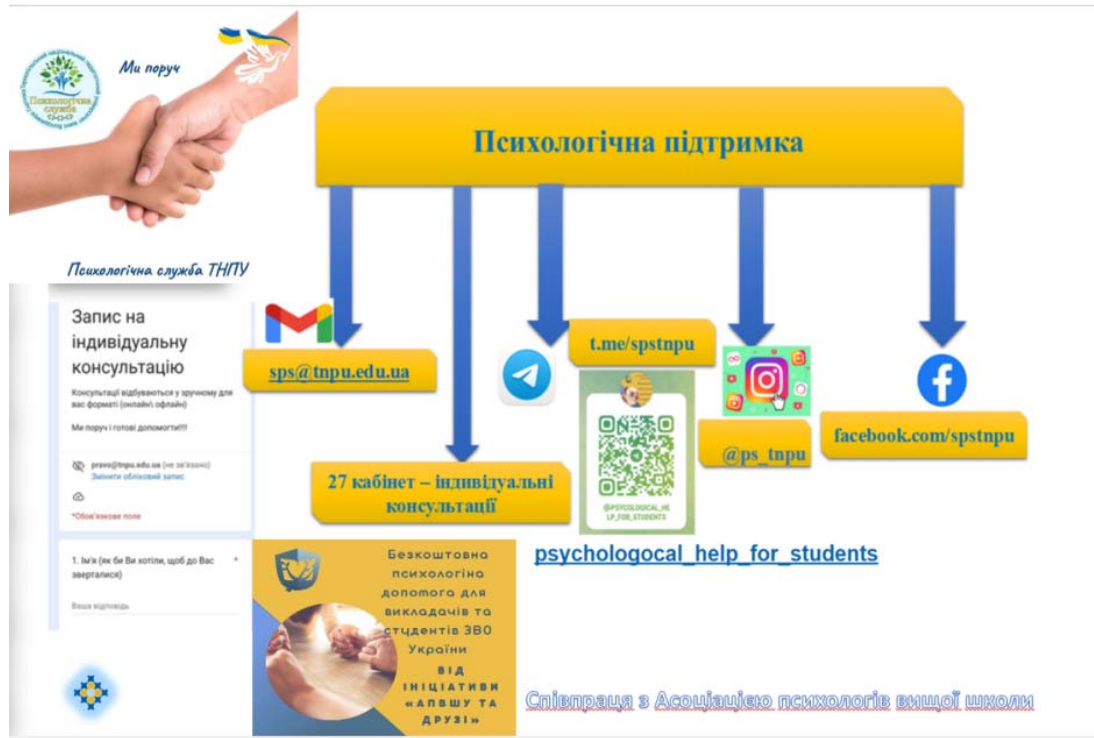 Ми поруч
Психологічна служба
Психологічна служба ТНПУ
Психологічна підтримка
sps@tnpu.edu.ua
27 кабінет – індивідуальні
консультації
t.me/spstnpu
@PSYCOLOGICAL_HE
LP_FOR_STUDENTS
psychologocal_help_for_students
@ps_tnpu
facebook.com/spstnpu
Запис на
індивідуальну
консультацію
Консультації відбуваються у зручному для
вас форматі (онлайн\ офлайн)
Ми поруч і готові допомогти!!!!
pravo@tnpu.edu.ua (не зв'язано)
Змінити обліковий запис
*Обов'язкове поле
1. Ім'я (як би Ви хотіли, щоб до Вас *
зверталися)
Ваша відповідь
Безкоштовна
психологіна
допомога для
викладачів та
студентів ЗВО
України
ВІД
ІНІЦІАТИВИ
«АПВШУ ТА
ДРУЗІ»
Співпраця з Асоціацією психологів вищої школи